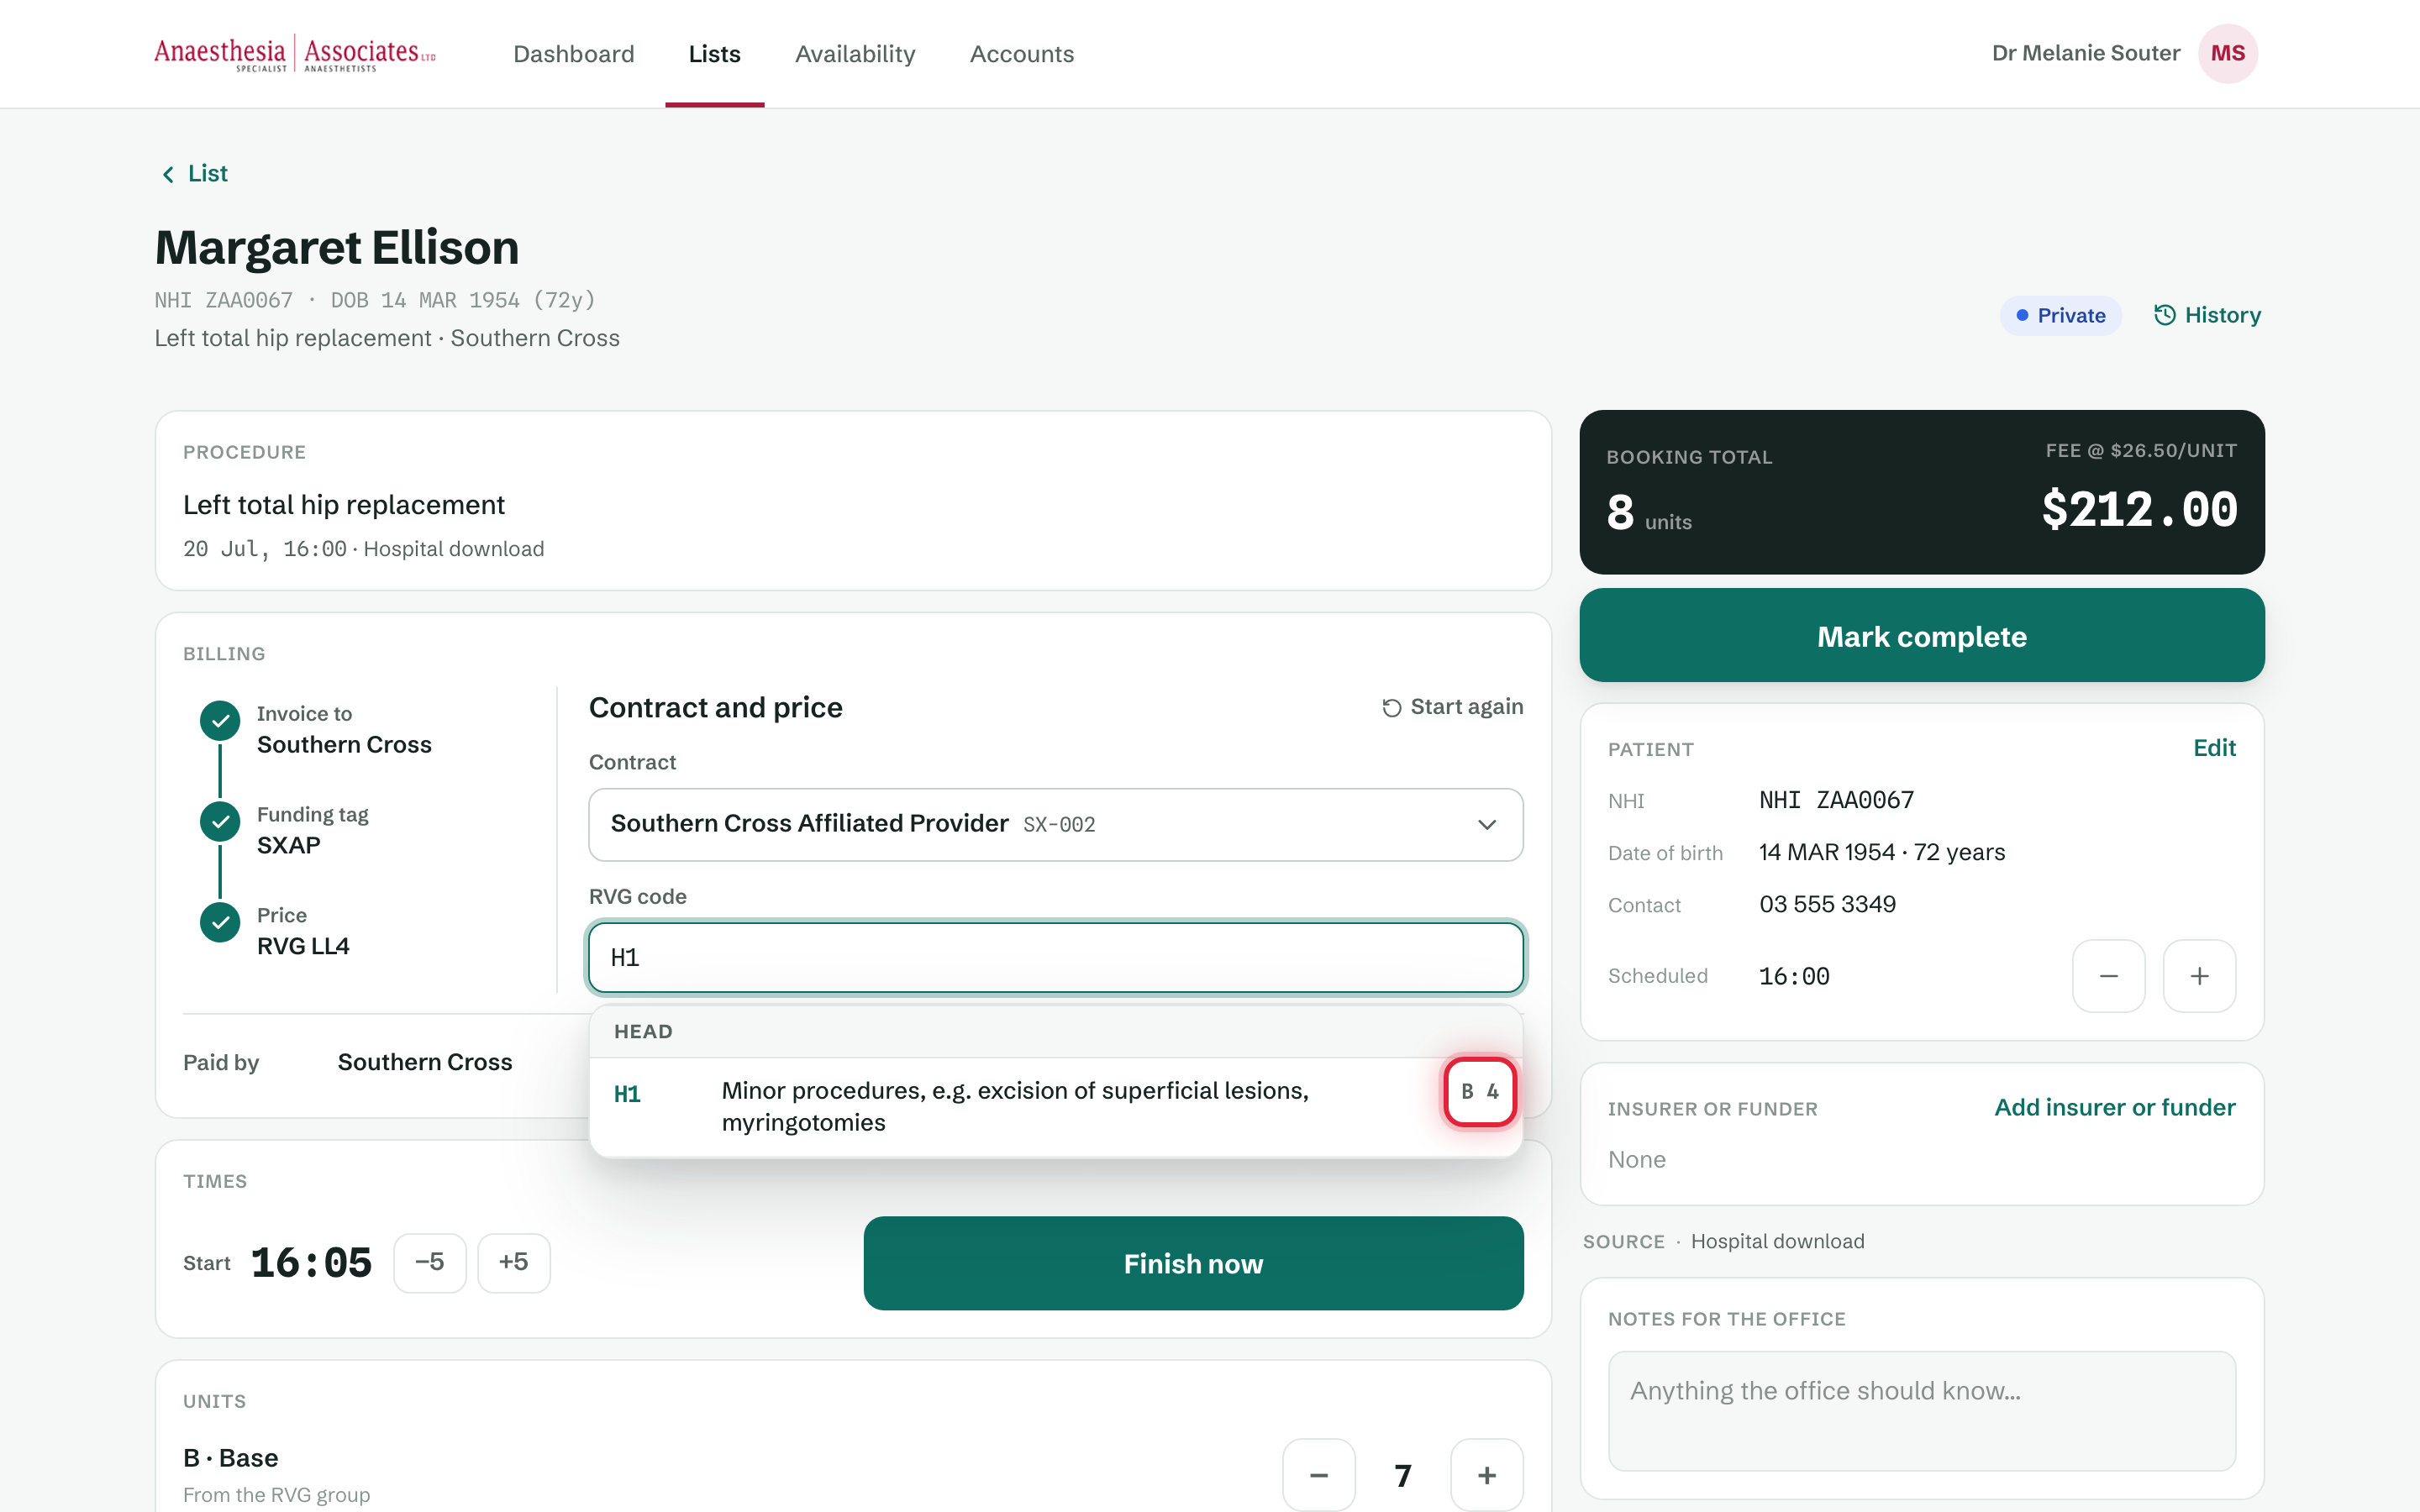 Anaesthesia | Associates LTD
SPECIALIST ANAESTHETISTS
Dashboard
Lists
Availability
Accounts
Dr Melanie Souter
MS
List
Margaret Ellison
NHI ZAA0067 · DOB 14 MAR 1954 (72y)
Left total hip replacement · Southern Cross
Private
History
PROCEDURE
Left total hip replacement
20 Jul, 16:00 · Hospital download
BILLING
Invoice to
Southern Cross
Funding tag
SXAP
Price
RVG LL4
Contract and price
Start again
Contract
Southern Cross Affiliated Provider SX-002
RVG code
H1
HEAD
H1
Minor procedures, e.g. excision of superficial lesions,
myringotomies
B 4
Paid by
Southern Cross
TIMES
Start
16:05
−5
+5
Finish now
UNITS
B · Base
From the RVG group
−
7
+
BOOKING TOTAL
8 units
FEE @ $26.50/UNIT
$212.00
Mark complete
PATIENT
Edit
NHI
NHI ZAA0067
Date of birth
14 MAR 1954 · 72 years
Contact
03 555 3349
Scheduled
16:00
−
+
INSURER OR FUNDER
Add insurer or funder
None
SOURCE · Hospital download
NOTES FOR THE OFFICE
Anything the office should know...